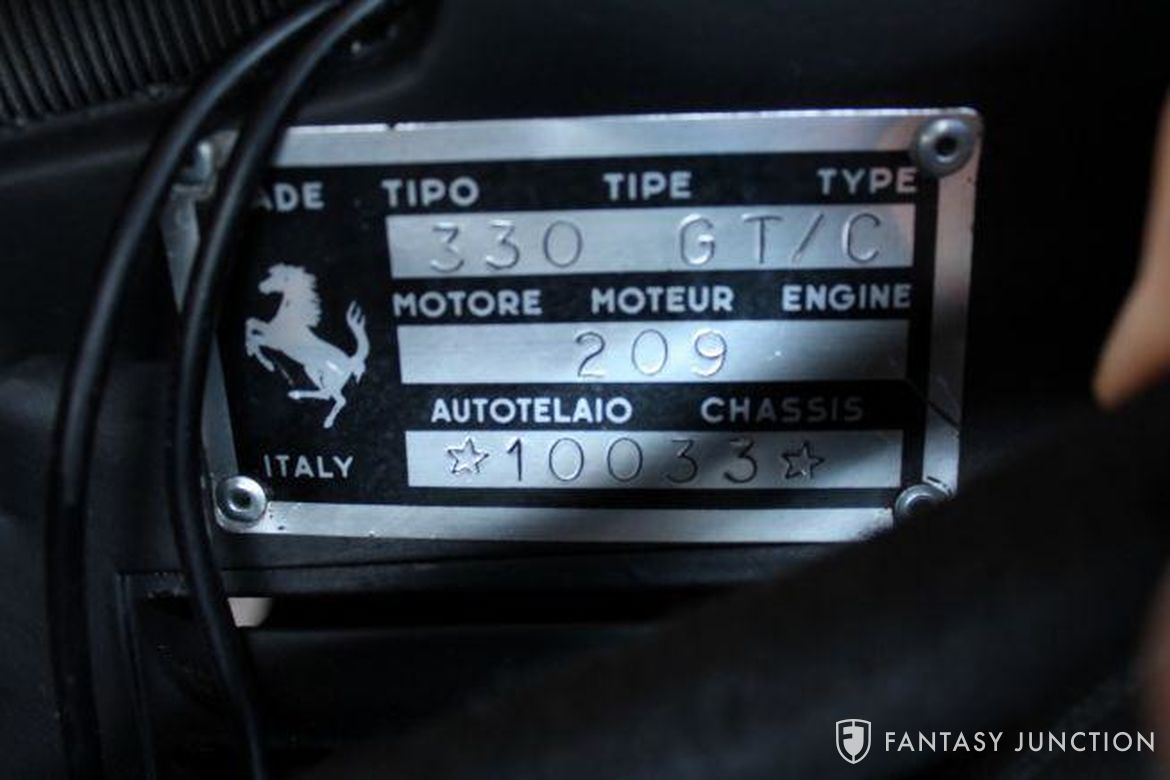 ADE TIPO TIPE TYPE
330 GT/C
MOTORE MOTEUR ENGINE
209
AUTOTELAIO CHASSIS
☆10033☆
ITALY
FANTASY JUNCTION